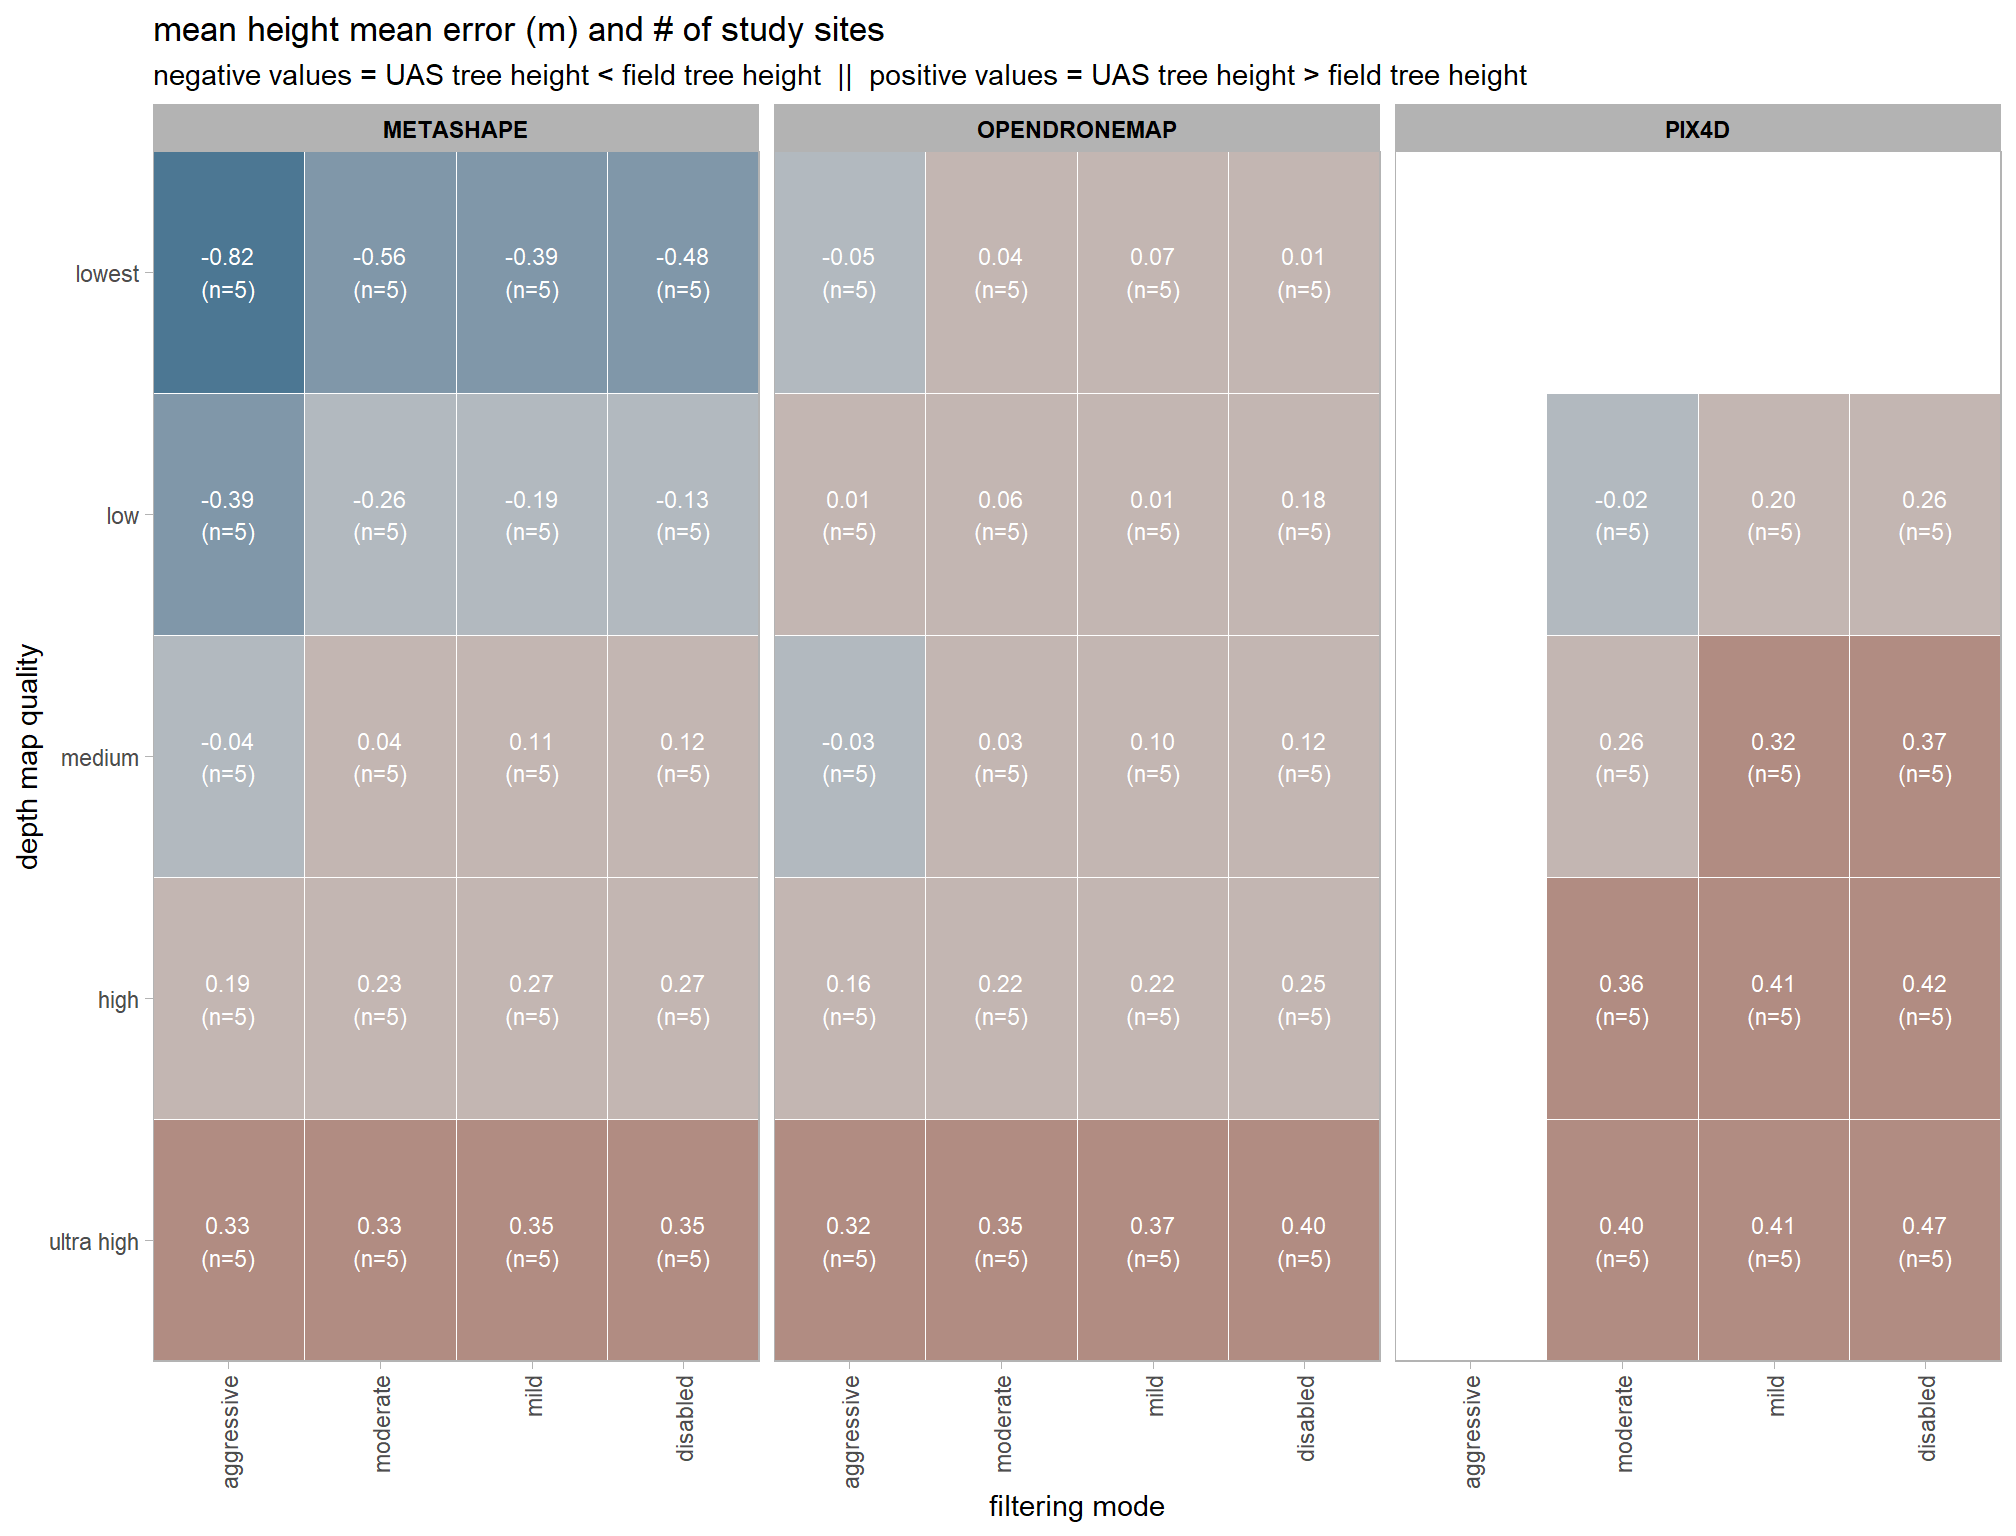 mean height mean error (m) and # of study sites
negative values = UAS tree height < field tree height || positive values = UAS tree height > field tree height
METASHAPE OPENDRONEMAP PIX4D
depth map quality
lowest -0.82 -0.56 -0.39 -0.48 -0.05 0.04 0.07 0.01
(n=5) (n=5) (n=5) (n=5) (n=5) (n=5) (n=5) (n=5)
low -0.39 -0.26 -0.19 -0.13 0.01 0.06 0.01 0.18 -0.02 0.20 0.26
(n=5) (n=5) (n=5) (n=5) (n=5) (n=5) (n=5) (n=5) (n=5) (n=5) (n=5)
medium -0.04 0.04 0.11 0.12 -0.03 0.03 0.10 0.12 0.26 0.32 0.37
(n=5) (n=5) (n=5) (n=5) (n=5) (n=5) (n=5) (n=5) (n=5) (n=5) (n=5)
high 0.19 0.23 0.27 0.27 0.16 0.22 0.22 0.25 0.36 0.41 0.42
(n=5) (n=5) (n=5) (n=5) (n=5) (n=5) (n=5) (n=5) (n=5) (n=5) (n=5)
ultra high 0.33 0.33 0.35 0.35 0.32 0.35 0.37 0.40 0.40 0.41 0.47
(n=5) (n=5) (n=5) (n=5) (n=5) (n=5) (n=5) (n=5) (n=5) (n=5) (n=5)
aggressive moderate mild disabled aggressive moderate mild disabled aggressive moderate mild disabled
filtering mode